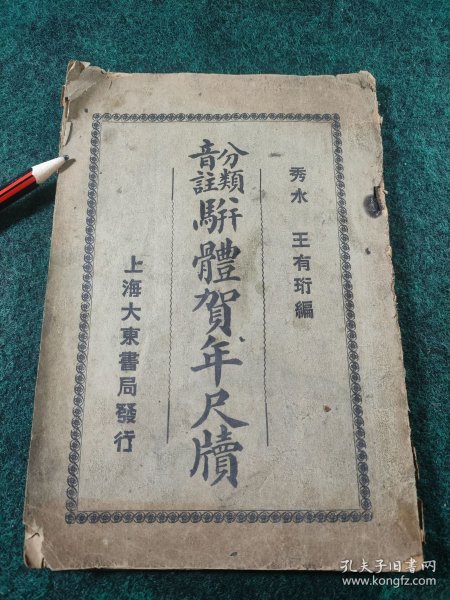 秀水 王有珩編
分類音註駢體賀年尺牘
上海大東書局發行
孔夫子旧书网
www.kongfz.com